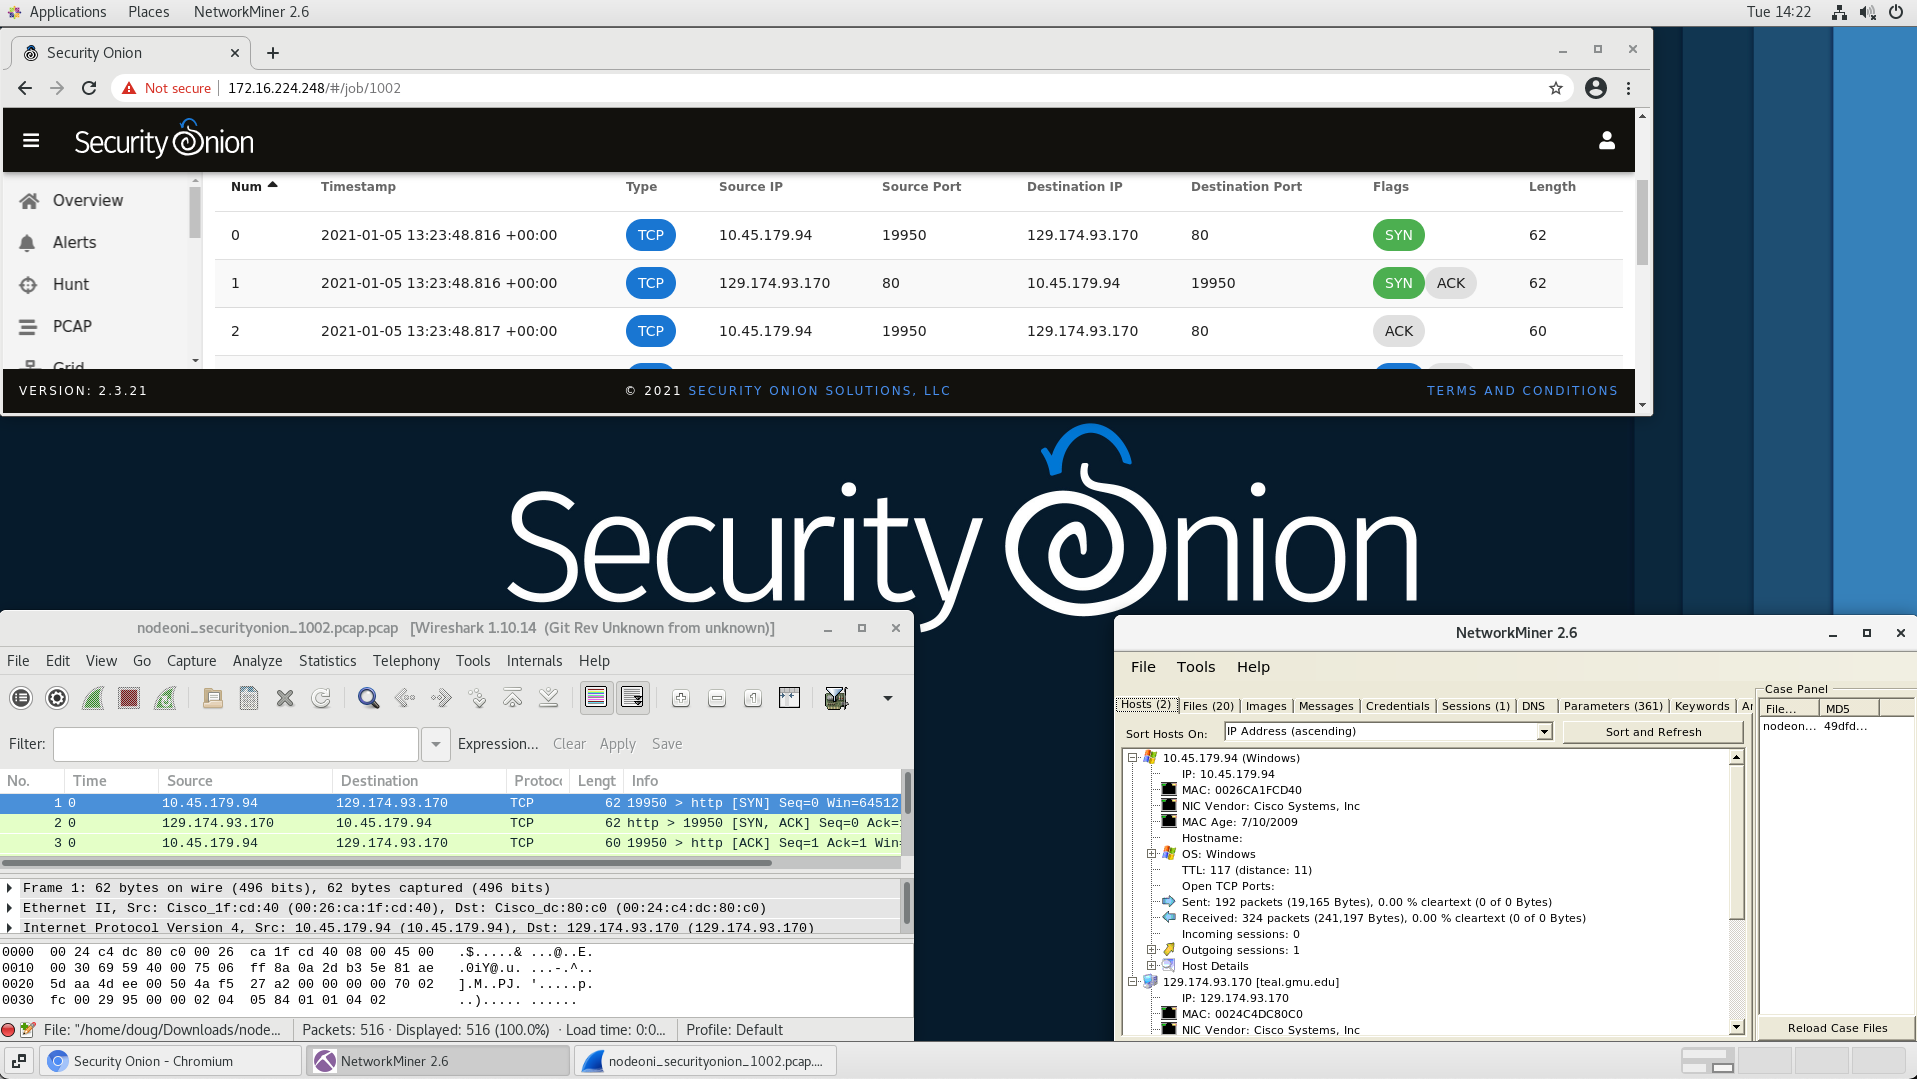 Applications Places NetworkMiner 2.6 Tue 14:22
Security Onion
Not secure 172.16.224.248/#/job/1002
Security Onion
Overview
Alerts
Hunt
PCAP
Grid
Num Timestamp Type Source IP Source Port Destination IP Destination Port Flags Length
0 2021-01-05 13:23:48.816 +00:00 TCP 10.45.179.94 19950 129.174.93.170 80 SYN 62
1 2021-01-05 13:23:48.816 +00:00 TCP 129.174.93.170 80 10.45.179.94 19950 SYN ACK 62
2 2021-01-05 13:23:48.817 +00:00 TCP 10.45.179.94 19950 129.174.93.170 80 ACK 60
VERSION: 2.3.21 © 2021 SECURITY ONION SOLUTIONS, LLC TERMS AND CONDITIONS
Security Onion
nodeoni_securityonion_1002.pcap.pcap [Wireshark 1.10.14 (Git Rev Unknown from unknown)]
File Edit View Go Capture Analyze Statistics Telephony Tools Internals Help
Filter: Expression... Clear Apply Save
No. Time Source Destination Protoc Lengt Info
1 0 10.45.179.94 129.174.93.170 TCP 62 19950 > http [SYN] Seq=0 Win=64512
2 0 129.174.93.170 10.45.179.94 TCP 62 http > 19950 [SYN, ACK] Seq=0 Ack=
3 0 10.45.179.94 129.174.93.170 TCP 60 19950 > http [ACK] Seq=1 Ack=1 Win=
Frame 1: 62 bytes on wire (496 bits), 62 bytes captured (496 bits)
Ethernet II, Src: Cisco_1f:cd:40 (00:26:ca:1f:cd:40), Dst: Cisco_dc:80:c0 (00:24:c4:dc:80:c0)
Internet Protocol Version 4, Src: 10.45.179.94 (10.45.179.94), Dst: 129.174.93.170 (129.174.93.170)
0000 00 24 c4 dc 80 c0 00 26 ca 1f cd 40 08 00 45 00 .$.....& ...@..E.
0010 00 30 69 59 40 00 75 06 ff 8a 0a 2d b3 5e 81 ae .0iY@.u. ...-.^..
0020 5d aa 4d ee 00 50 4a f5 27 a2 00 00 00 00 70 02 ].M..PJ. '.....p.
0030 fc 00 29 95 00 00 02 04 05 84 01 01 04 02 ..)..... ......
File: "/home/doug/Downloads/node... Packets: 516 · Displayed: 516 (100.0%) · Load time: 0:0... Profile: Default
NetworkMiner 2.6
File Tools Help
Hosts (2) Files (20) Images Messages Credentials Sessions (1) DNS Parameters (361) Keywords
Sort Hosts On: IP Address (ascending) Sort and Refresh
10.45.179.94 (Windows)
IP: 10.45.179.94
MAC: 0026CA1FCD40
NIC Vendor: Cisco Systems, Inc
MAC Age: 7/10/2009
Hostname:
OS: Windows
TTL: 117 (distance: 11)
Open TCP Ports:
Sent: 192 packets (19,165 Bytes), 0.00 % cleartext (0 of 0 Bytes)
Received: 324 packets (241,197 Bytes), 0.00 % cleartext (0 of 0 Bytes)
Incoming sessions: 0
Outgoing sessions: 1
Host Details
129.174.93.170 [teal.gmu.edu]
IP: 129.174.93.170
MAC: 0024C4DC80C0
NIC Vendor: Cisco Systems, Inc
Case Panel
File... MD5
nodeon... 49dfd...
Reload Case Files
Security Onion - Chromium NetworkMiner 2.6 nodeoni_securityonion_1002.pcap....